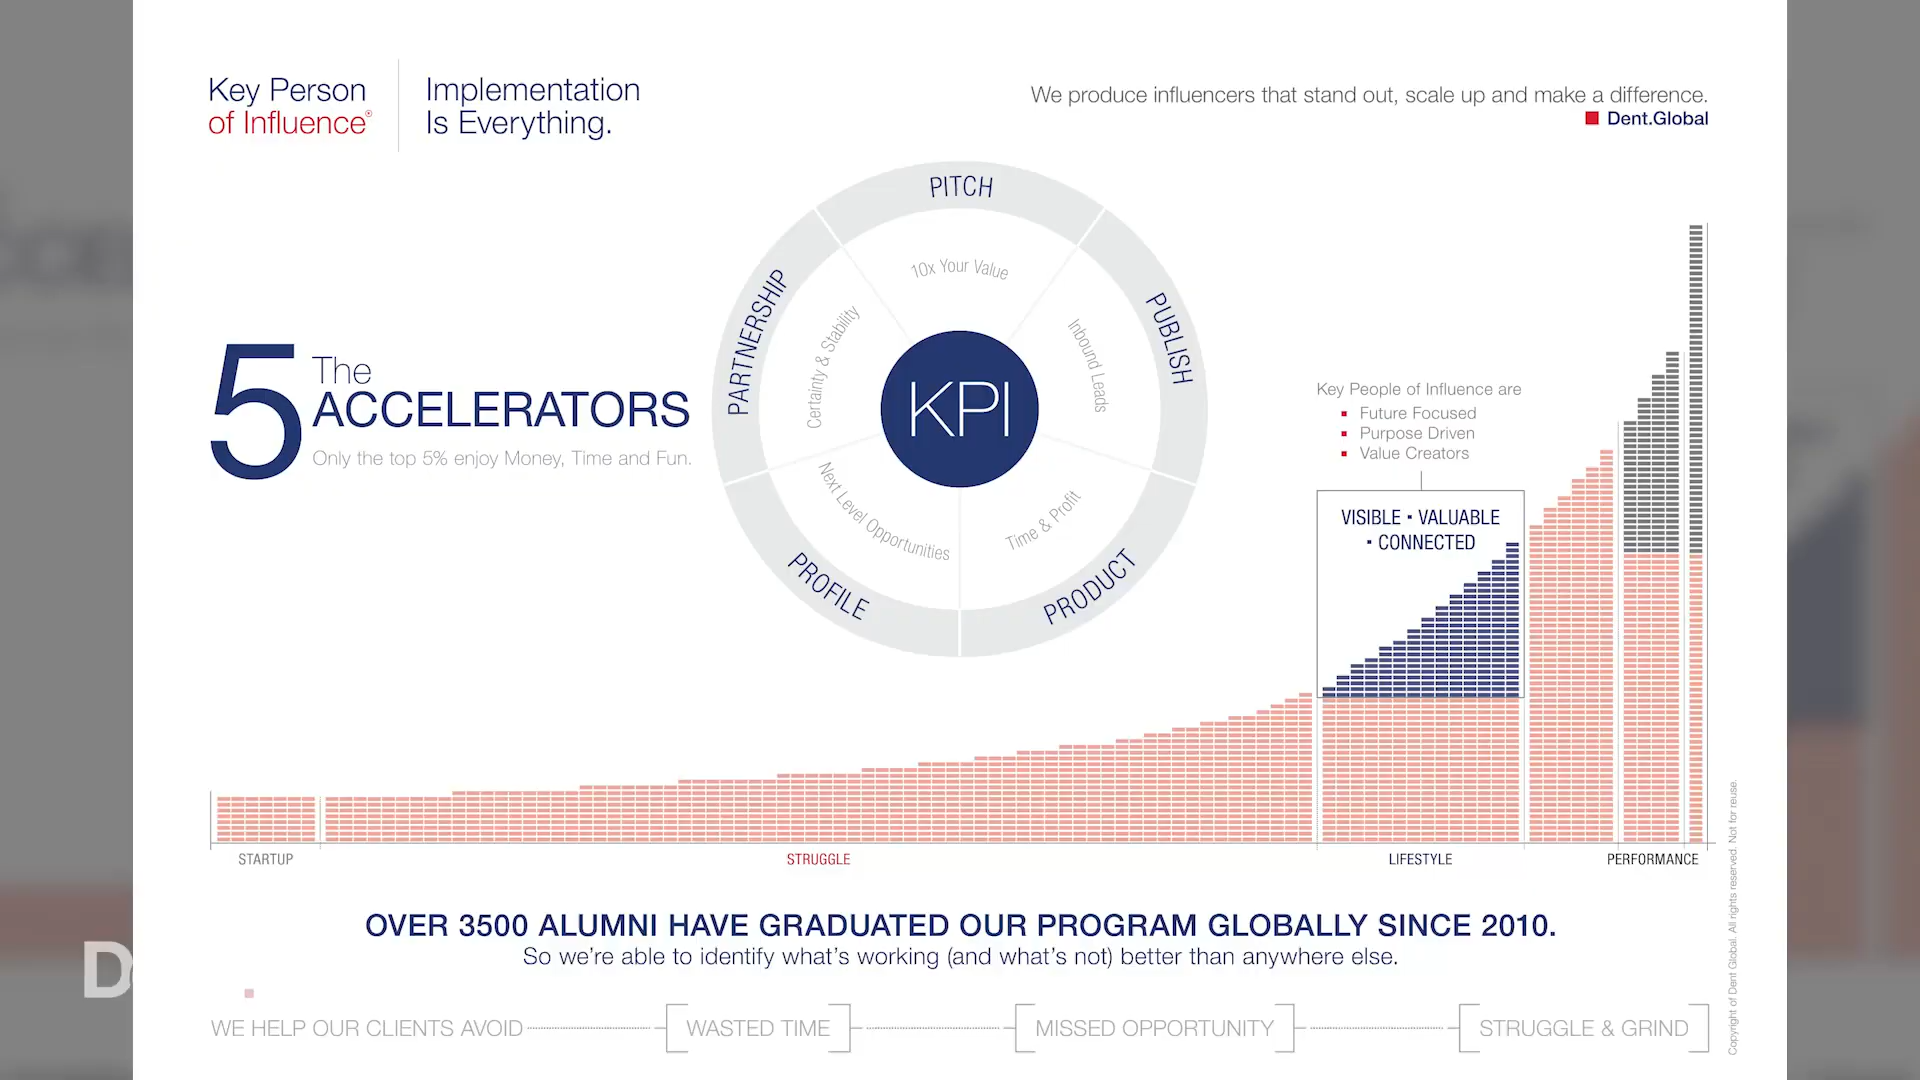 Key Person
of Influence®
Implementation
Is Everything.
We produce influencers that stand out, scale up and make a difference.
Dent.Global
5
The
ACCELERATORS
Only the top 5% enjoy Money, Time and Fun.
PITCH
10x Your Value
PUBLISH
Inbound Leads
PRODUCT
Time & Profit
PROFILE
Next Level Opportunities
PARTNERSHIP
Certainty & Stability
KPI
Key People of Influence are
Future Focused
Purpose Driven
Value Creators
VISIBLE ▪ VALUABLE
▪ CONNECTED
STARTUP
STRUGGLE
LIFESTYLE
PERFORMANCE
OVER 3500 ALUMNI HAVE GRADUATED OUR PROGRAM GLOBALLY SINCE 2010.
So we're able to identify what's working (and what's not) better than anywhere else.
WE HELP OUR CLIENTS AVOID
WASTED TIME
MISSED OPPORTUNITY
STRUGGLE & GRIND
Copyright of Dent Global. All rights reserved. Not for reuse.